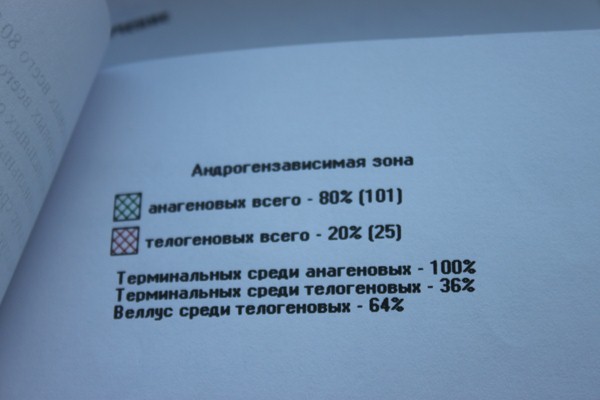 Андрогензависимая зона
анагеновых всего - 80% (101)
телогеновых всего - 20% (25)
Терминальных среди анагеновых - 100%
Терминальных среди телогеновых - 36%
Веллус среди телогеновых - 64%